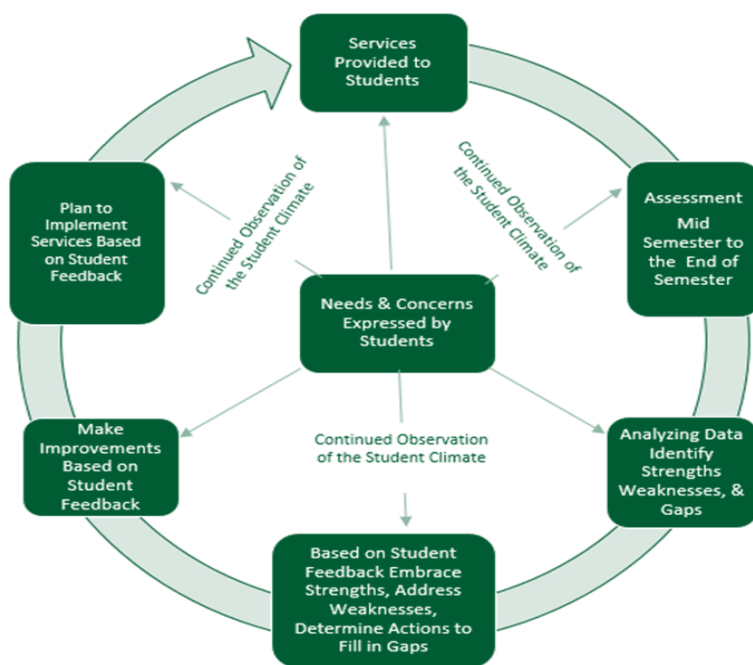 Services
Provided to
Students
Continued Observation of
the Student Climate
Continued Observation of
the Student Climate
Assessment
Mid
Semester to
the End of
Semester
Plan to
Implement
Services Based
on Student
Feedback
Needs & Concerns
Expressed by
Students
Make
Improvements
Based on
Student
Feedback
Continued Observation
of the Student Climate
Analyzing Data
Identify
Strengths
Weaknesses, &
Gaps
Based on Student
Feedback Embrace
Strengths, Address
Weaknesses,
Determine Actions to
Fill in Gaps